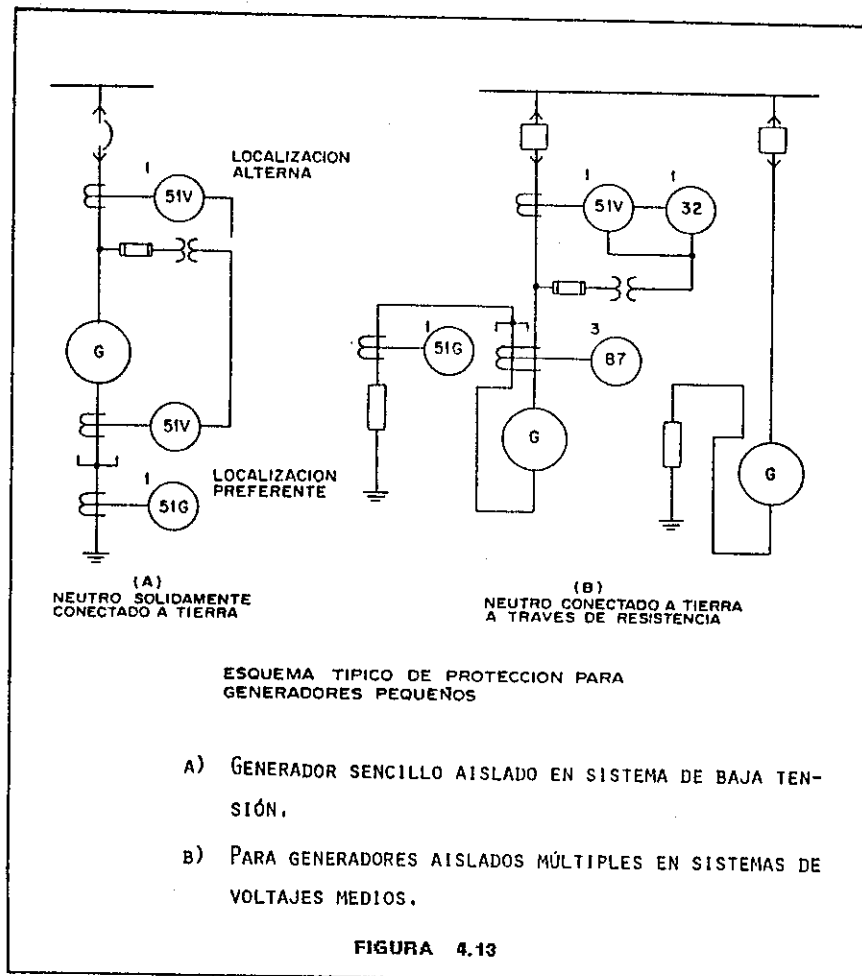 1
51V
LOCALIZACION
ALTERNA
G
51V
LOCALIZACION
PREFERENTE
1
51G
(A)
NEUTRO SOLIDAMENTE
CONECTADO A TIERRA
1
51V
1
32
1
51G
3
87
G
G
(B)
NEUTRO CONECTADO A TIERRA
A TRAVES DE RESISTENCIA
ESQUEMA TIPICO DE PROTECCION PARA
GENERADORES PEQUEÑOS
A) GENERADOR SENCILLO AISLADO EN SISTEMA DE BAJA TEN-
SIÓN.
B) PARA GENERADORES AISLADOS MÚLTIPLES EN SISTEMAS DE
VOLTAJES MEDIOS.
FIGURA 4.13